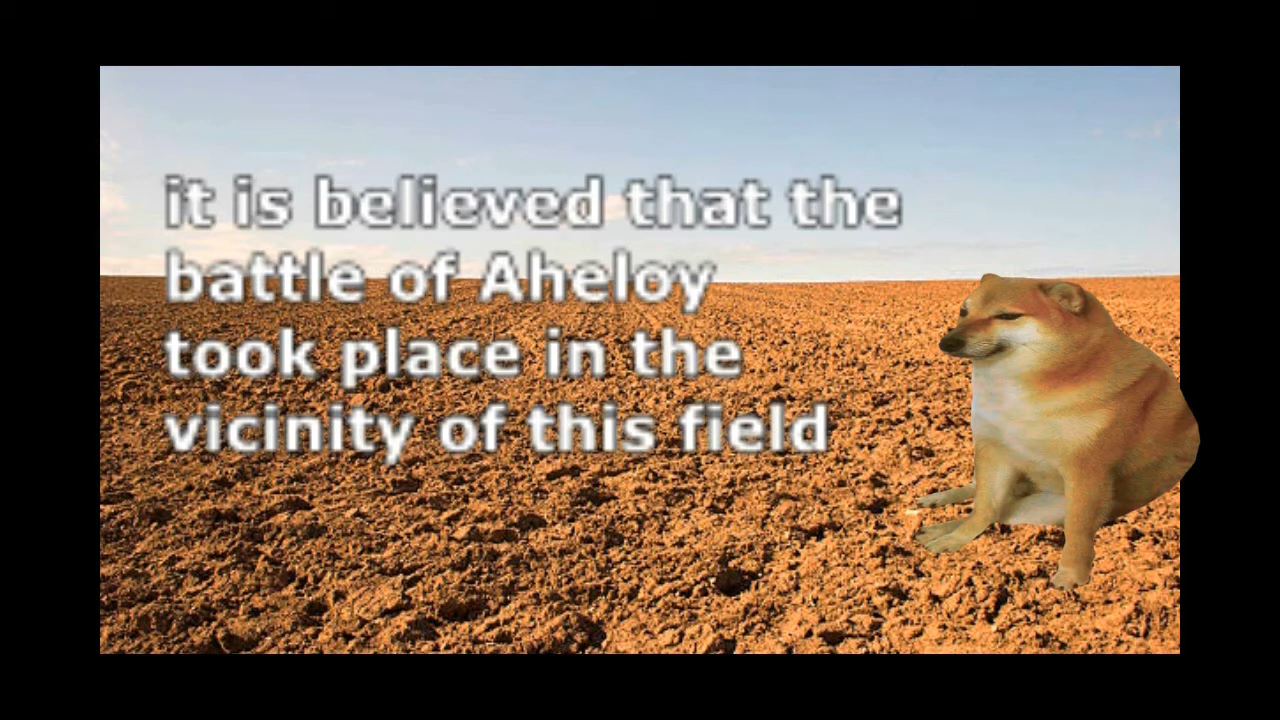 it is believed that the
battle of Aheloy
took place in the
vicinity of this field